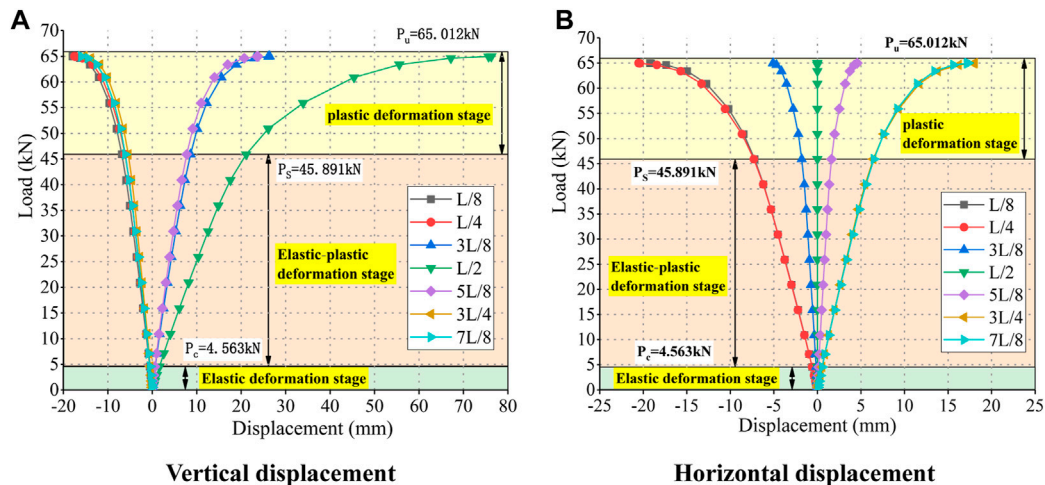 A
P_u=65.012kN
70
65
60
55
50
45
40
35
30
25
20
15
10
5
0
Load (kN)
plastic deformation stage
P_S=45.891kN
L/8
L/4
3L/8
L/2
5L/8
3L/4
7L/8
Elastic-plastic
deformation stage
P_c=4.563kN
Elastic deformation stage
-20 -10 0 10 20 30 40 50 60 70 80
Displacement (mm)
Vertical displacement
B
P_u=65.012kN
70
65
60
55
50
45
40
35
30
25
20
15
10
5
0
Load (kN)
plastic
deformation stage
P_S=45.891kN
L/8
L/4
3L/8
L/2
5L/8
3L/4
7L/8
Elastic-plastic
deformation stage
P_c=4.563kN
Elastic deformation stage
-25 -20 -15 -10 -5 0 5 10 15 20 25
Displacement (mm)
Horizontal displacement